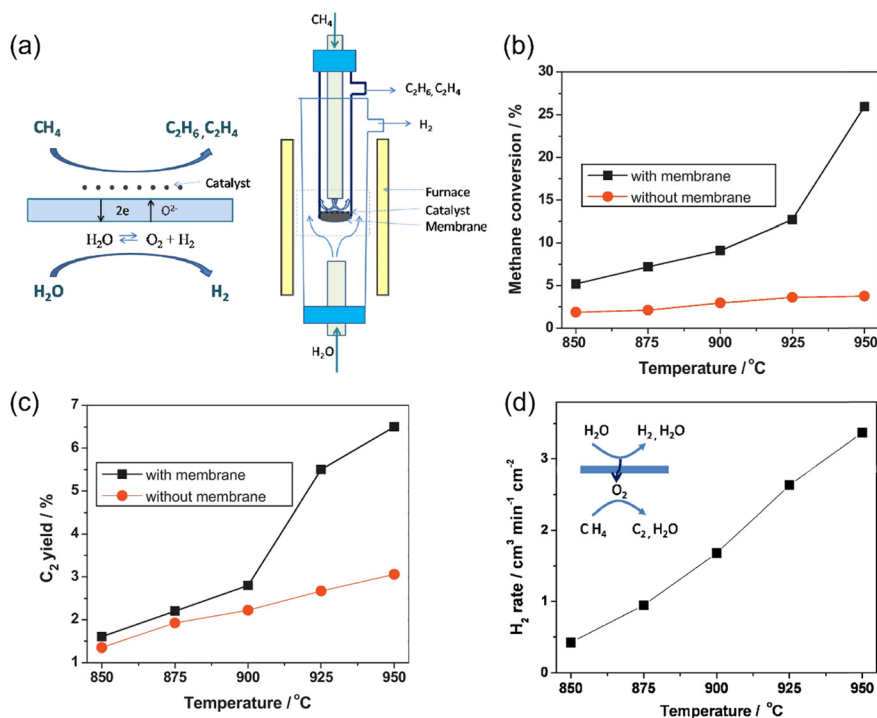 (a)
CH₄
C₂H₆, C₂H₄
Catalyst
2e
O²⁻
H₂O ⇌ O₂ + H₂
H₂O
H₂
CH₄
C₂H₆, C₂H₄
H₂
Furnace
Catalyst
Membrane
H₂O
(b)
Methane conversion / %
30
25
20
15
10
5
0
with membrane
without membrane
850
875
900
925
950
Temperature / °C
(c)
C₂ yield / %
7
6
5
4
3
2
1
with membrane
without membrane
850
875
900
925
950
Temperature / °C
(d)
H₂ rate / cm³ min⁻¹ cm⁻²
3
2
1
0
H₂O
H₂, H₂O
O₂
CH₄
C₂, H₂O
850
875
900
925
950
Temperature / °C